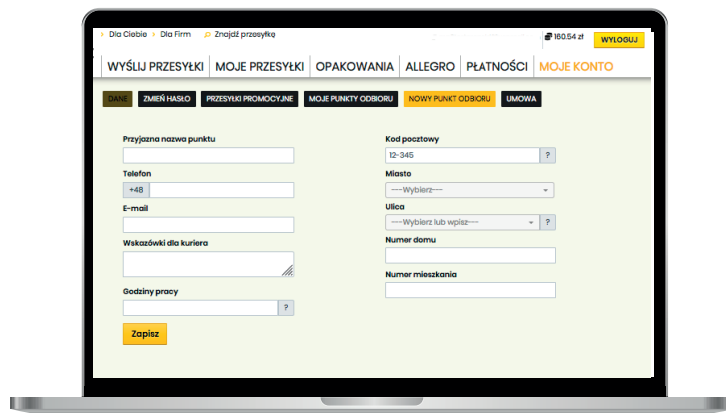 Dla Ciebie Dla Firm Znajdź przesyłkę 160.54 zł WYLOGUJ
WYŚLIJ PRZESYŁKI MOJE PRZESYŁKI OPAKOWANIA ALLEGRO PŁATNOŚCI MOJE KONTO
DANE ZMIEŃ HASŁO PRZESYŁKI PROMOCYJNE MOJE PUNKTY ODBIORU NOWY PUNKT ODBIORU UMOWA
Przyjazna nazwa punktu
Telefon
+48
E-mail
Wskazówki dla kuriera
Godziny pracy
?
Zapisz
Kod pocztowy
12-345 ?
Miasto
---Wybierz---
Ulica
---Wybierz lub wpisz--- ?
Numer domu
Numer mieszkania